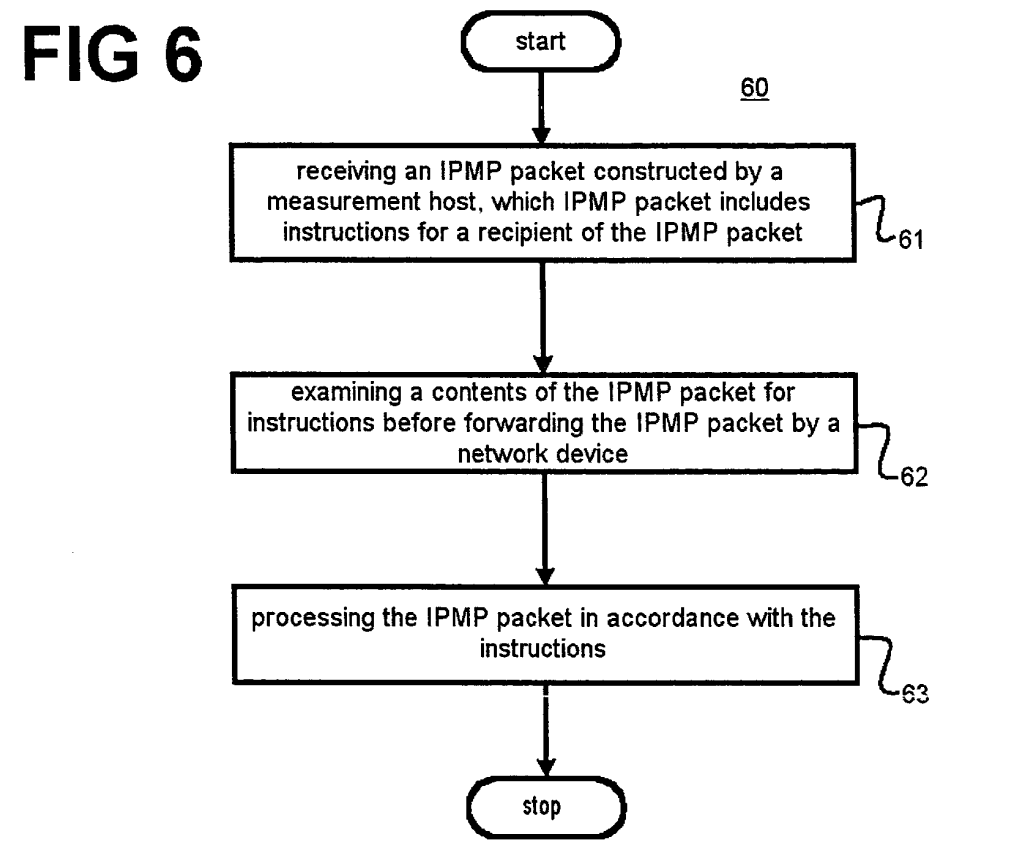 FIG 6
start
60
receiving an IPMP packet constructed by a
measurement host, which IPMP packet includes
instructions for a recipient of the IPMP packet
61
examining a contents of the IPMP packet for
instructions before forwarding the IPMP packet by a
network device
62
processing the IPMP packet in accordance with the
instructions
63
stop